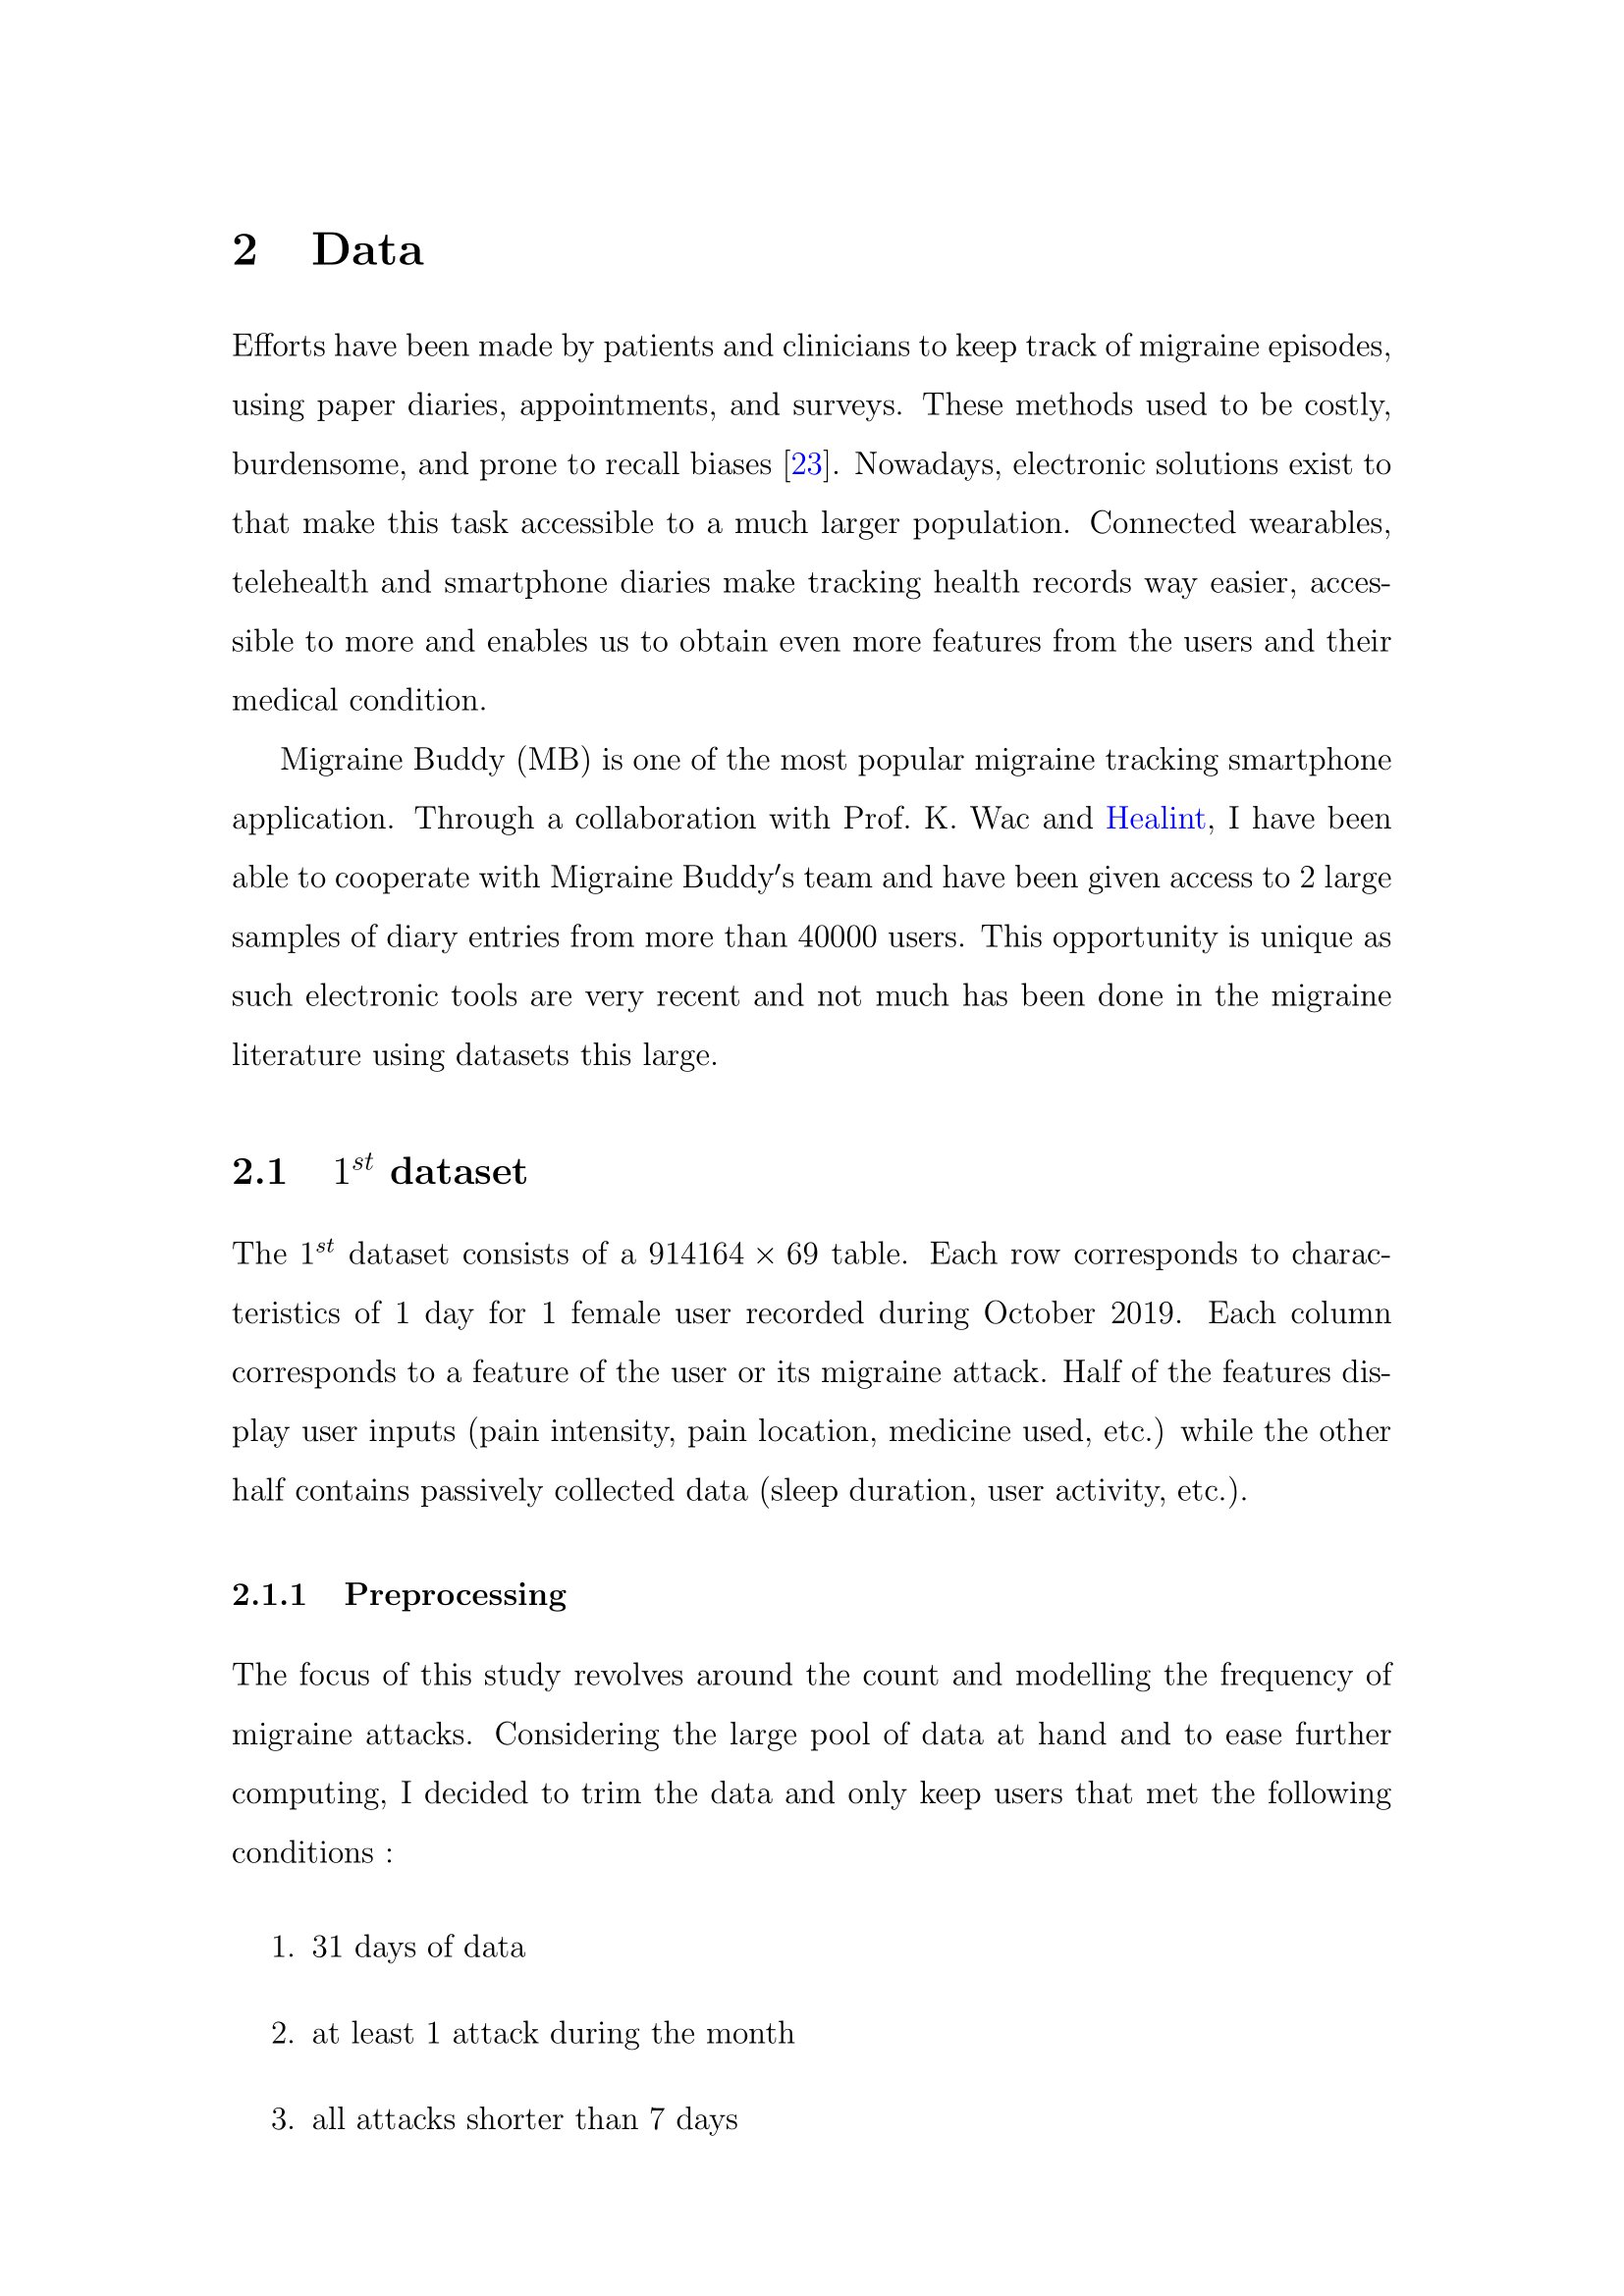 2 Data
Efforts have been made by patients and clinicians to keep track of migraine episodes,
using paper diaries, appointments, and surveys. These methods used to be costly,
burdensome, and prone to recall biases [23]. Nowadays, electronic solutions exist to
that make this task accessible to a much larger population. Connected wearables,
telehealth and smartphone diaries make tracking health records way easier, acces-
sible to more and enables us to obtain even more features from the users and their
medical condition.
Migraine Buddy (MB) is one of the most popular migraine tracking smartphone
application. Through a collaboration with Prof. K. Wac and Healint, I have been
able to cooperate with Migraine Buddy′s team and have been given access to 2 large
samples of diary entries from more than 40000 users. This opportunity is unique as
such electronic tools are very recent and not much has been done in the migraine
literature using datasets this large.
2.1 1st dataset
The 1st dataset consists of a 914164 × 69 table. Each row corresponds to charac-
teristics of 1 day for 1 female user recorded during October 2019. Each column
corresponds to a feature of the user or its migraine attack. Half of the features dis-
play user inputs (pain intensity, pain location, medicine used, etc.) while the other
half contains passively collected data (sleep duration, user activity, etc.).
2.1.1 Preprocessing
The focus of this study revolves around the count and modelling the frequency of
migraine attacks. Considering the large pool of data at hand and to ease further
computing, I decided to trim the data and only keep users that met the following
conditions :
1. 31 days of data
2. at least 1 attack during the month
3. all attacks shorter than 7 days